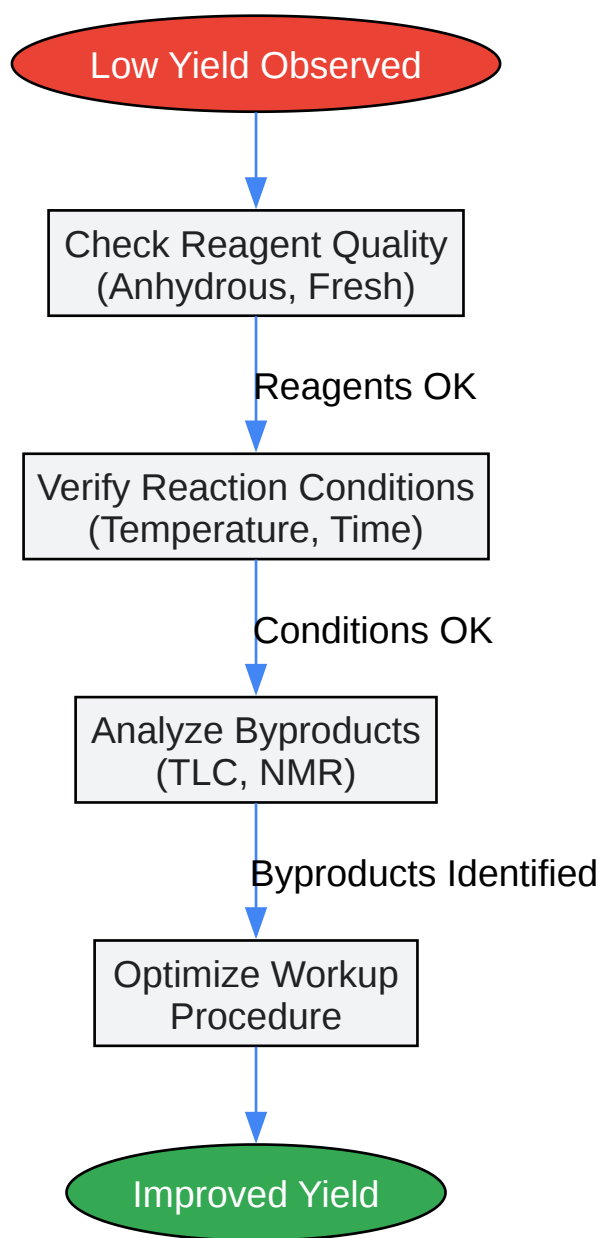 Low Yield Observed
Check Reagent Quality
(Anhydrous, Fresh)
Reagents OK
Verify Reaction Conditions
(Temperature, Time)
Conditions OK
Analyze Byproducts
(TLC, NMR)
Byproducts Identified
Optimize Workup
Procedure
Improved Yield